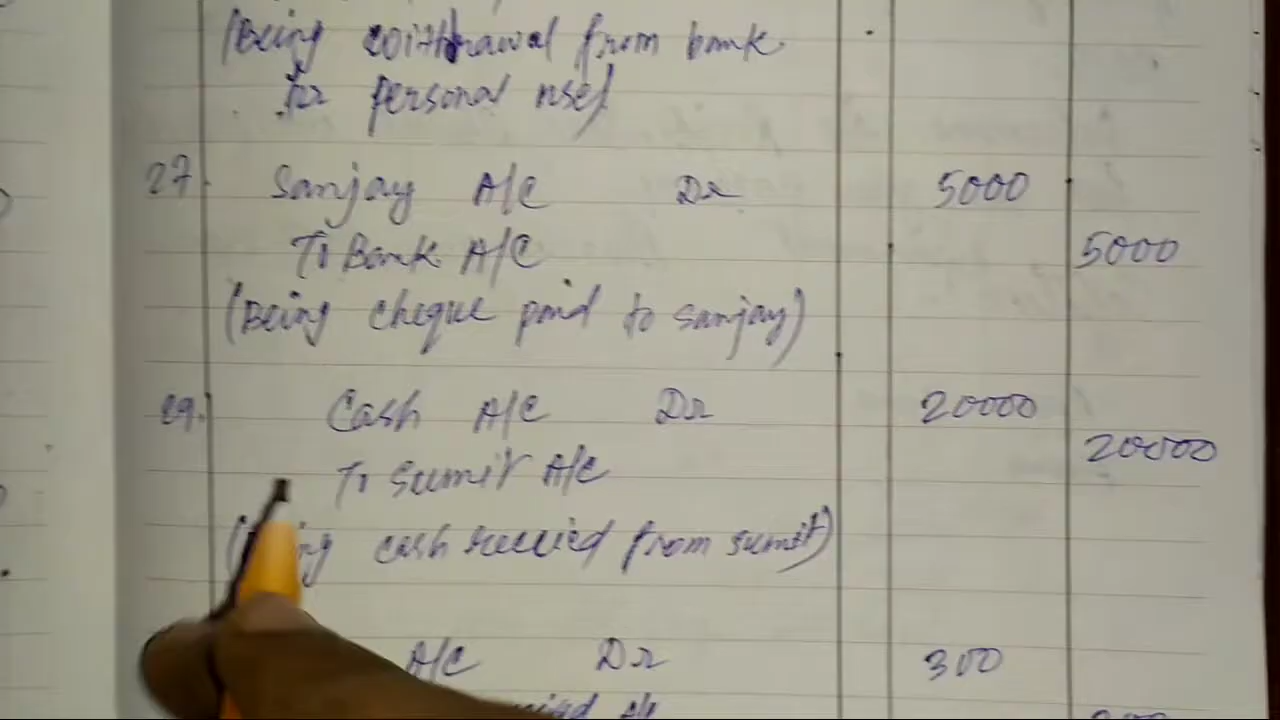 (Being withdrawal from bank
for personal use)
27. Sanjay A/C Dr 5000
To Bank A/C 5000
(Being cheque paid to Sanjay)
29. Cash A/C Dr 20000
To Sumit A/C 20000
cash received from sumit)
A/C Dr 300
A/c